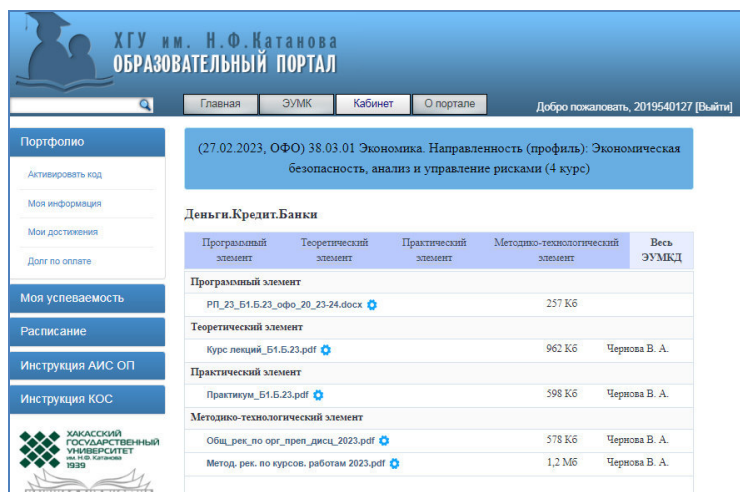 ХГУ им. Н.Ф.Катанова
ОБРАЗОВАТЕЛЬНЫЙ ПОРТАЛ
Главная
ЭУМК
Кабинет
О портале
Добро пожаловать, 2019540127 [Выйти]
Портфолио
Активировать код
Моя информация
Мои достижения
Долг по оплате
Моя успеваемость
Расписание
Инструкция АИС ОП
Инструкция КОС
ХАКАССКИЙ
ГОСУДАРСТВЕННЫЙ
УНИВЕРСИТЕТ
им. Н.Ф. Катанова
1939
(27.02.2023, ОФО) 38.03.01 Экономика. Направленность (профиль): Экономическая
безопасность, анализ и управление рисками (4 курс)
Деньги.Кредит.Банки
Программный элемент
Теоретический элемент
Практический элемент
Методико-технологический элемент
Весь ЭУМКД
Программный элемент
РП_23_Б1.Б.23_офо_20_23-24.docx 257 Кб
Теоретический элемент
Курс лекций_Б1.Б.23.pdf 962 Кб Чернова В. А.
Практический элемент
Практикум_Б1.Б.23.pdf 598 Кб Чернова В. А.
Методико-технологический элемент
Общ_рек_по орг_преп_дисц_2023.pdf 578 Кб Чернова В. А.
Метод. рек. по курсов. работам 2023.pdf 1,2 Мб Чернова В. А.